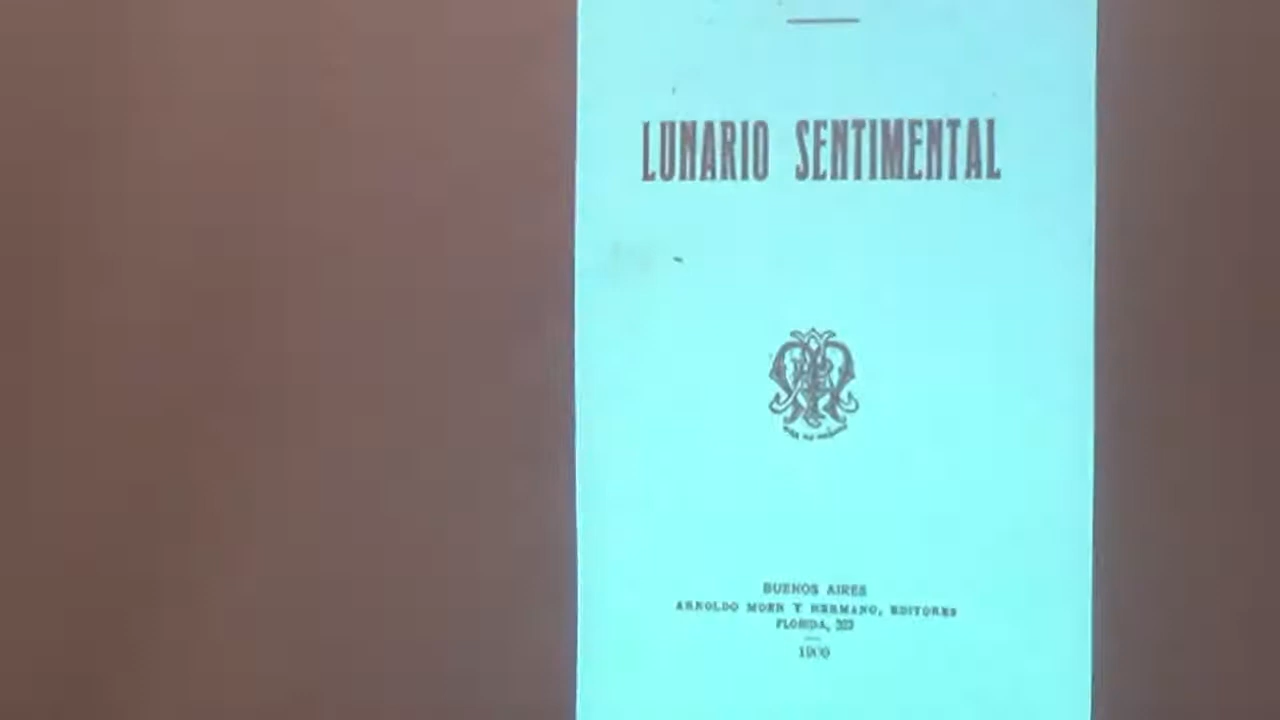 LUNARIO SENTIMENTAL
BUENOS AIRES
ARNOLDO MOEN Y HERMANO, EDITORES
FLORIDA, 323
1909